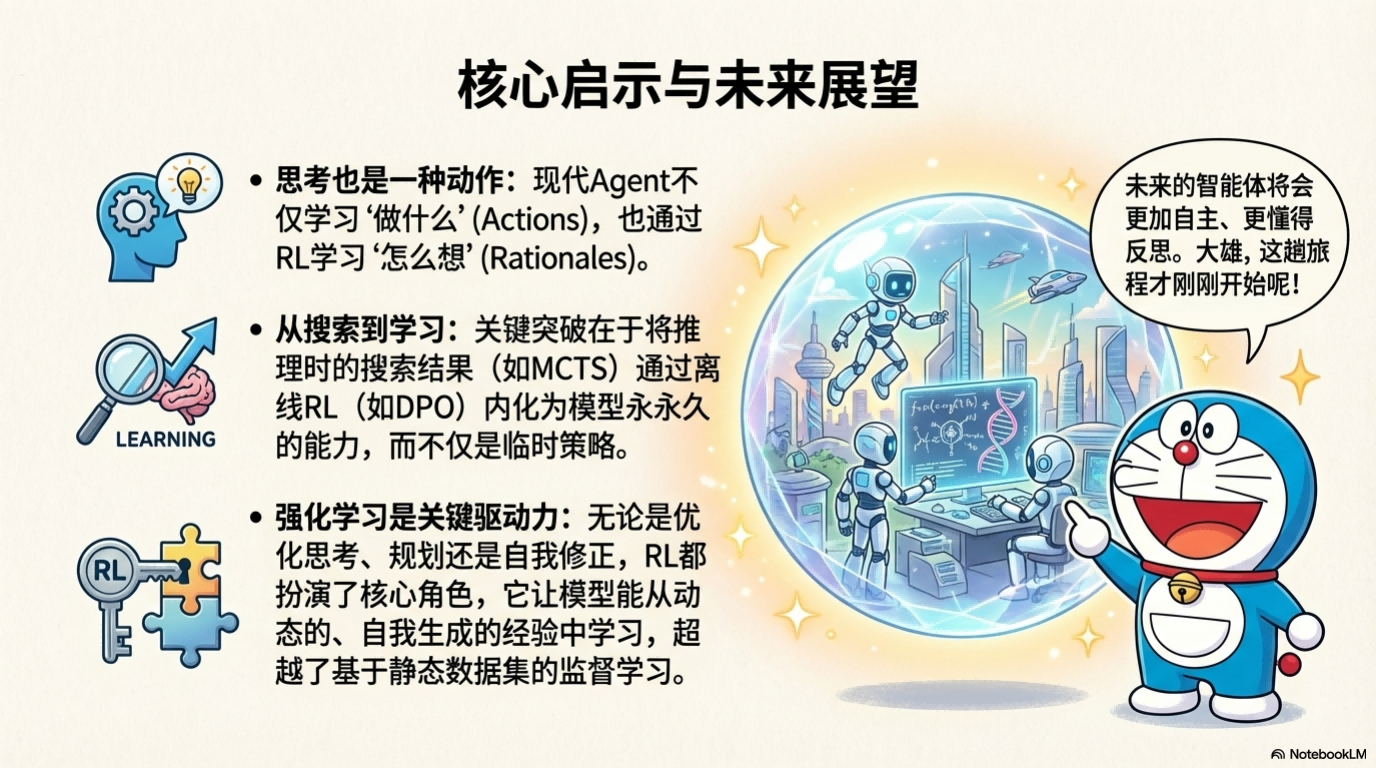 核心启示与未来展望
• 思考也是一种动作：现代Agent不
仅学习‘做什么’(Actions)，也通过
RL学习‘怎么想’(Rationales)。
LEARNING
• 从搜索到学习：关键突破在于将推
理时的搜索结果（如MCTS）通过离
线RL（如DPO）内化为模型永永久
的能力，而不仅是临时策略。
RL
• 强化学习是关键驱动力：无论是优
化思考、规划还是自我修正，RL都
扮演了核心角色，它让模型能从动
态的、自我生成的经验中学习，超
越了基于静态数据集的监督学习。
未来的智能体将会
更加自主、更懂得
反思。大雄，这趟旅
程才刚刚开始呢！
NotebookLM